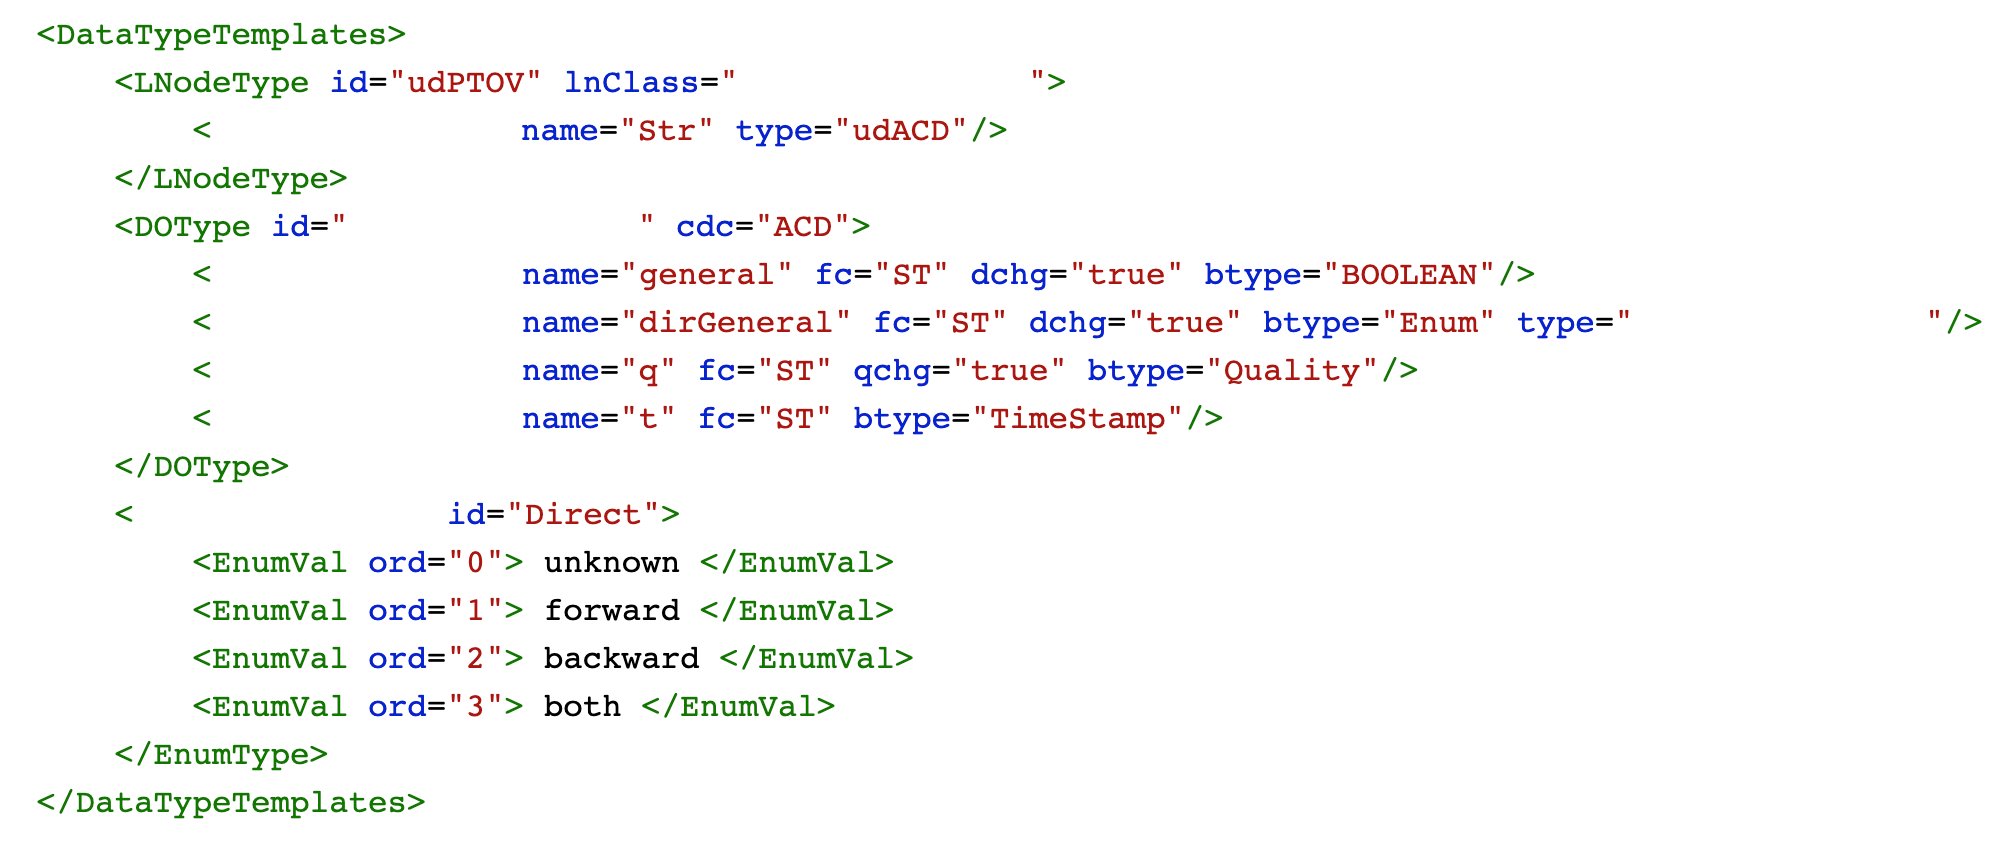 <DataTypeTemplates>
<LNodeType id="udPTOV" lnClass=" ">
< name="Str" type="udACD"/>
</LNodeType>
<DOType id=" " cdc="ACD">
< name="general" fc="ST" dchg="true" btype="BOOLEAN"/>
< name="dirGeneral" fc="ST" dchg="true" btype="Enum" type=" "/>
< name="q" fc="ST" qchg="true" btype="Quality"/>
< name="t" fc="ST" btype="TimeStamp"/>
</DOType>
< id="Direct">
<EnumVal ord="0"> unknown </EnumVal>
<EnumVal ord="1"> forward </EnumVal>
<EnumVal ord="2"> backward </EnumVal>
<EnumVal ord="3"> both </EnumVal>
</EnumType>
</DataTypeTemplates>